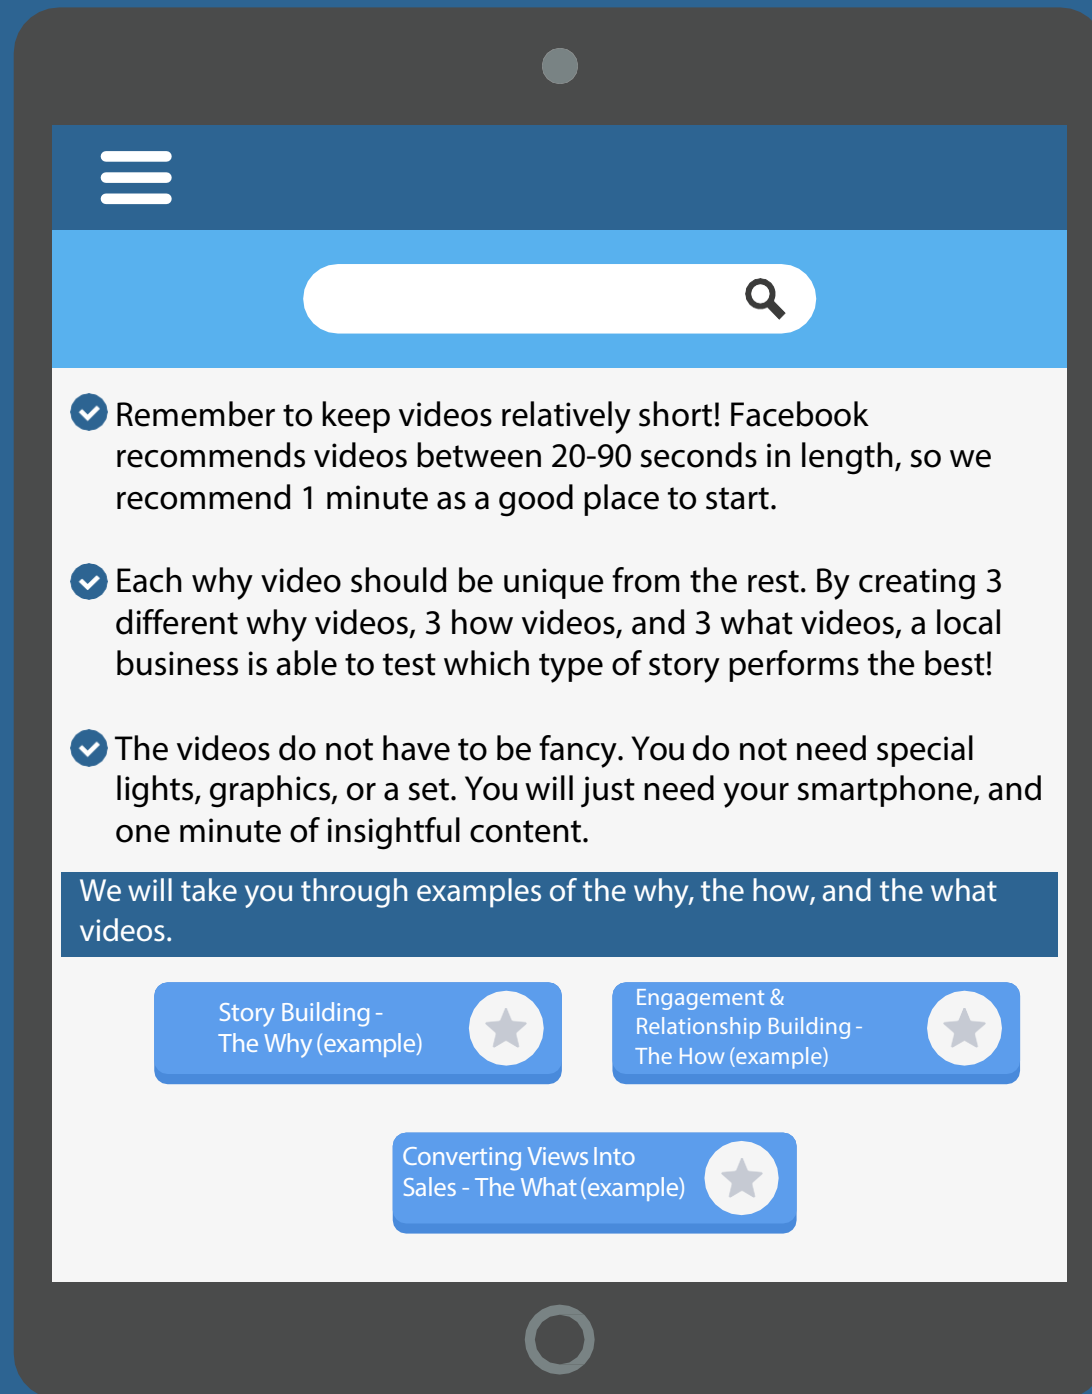 Remember to keep videos relatively short! Facebook
recommends videos between 20-90 seconds in length, so we
recommend 1 minute as a good place to start.
Each why video should be unique from the rest. By creating 3
different why videos, 3 how videos, and 3 what videos, a local
business is able to test which type of story performs the best!
The videos do not have to be fancy. You do not need special
lights, graphics, or a set. You will just need your smartphone, and
one minute of insightful content.
We will take you through examples of the why, the how, and the what
videos.
Story Building -
The Why (example)
Engagement &
Relationship Building -
The How (example)
Converting Views Into
Sales - The What (example)